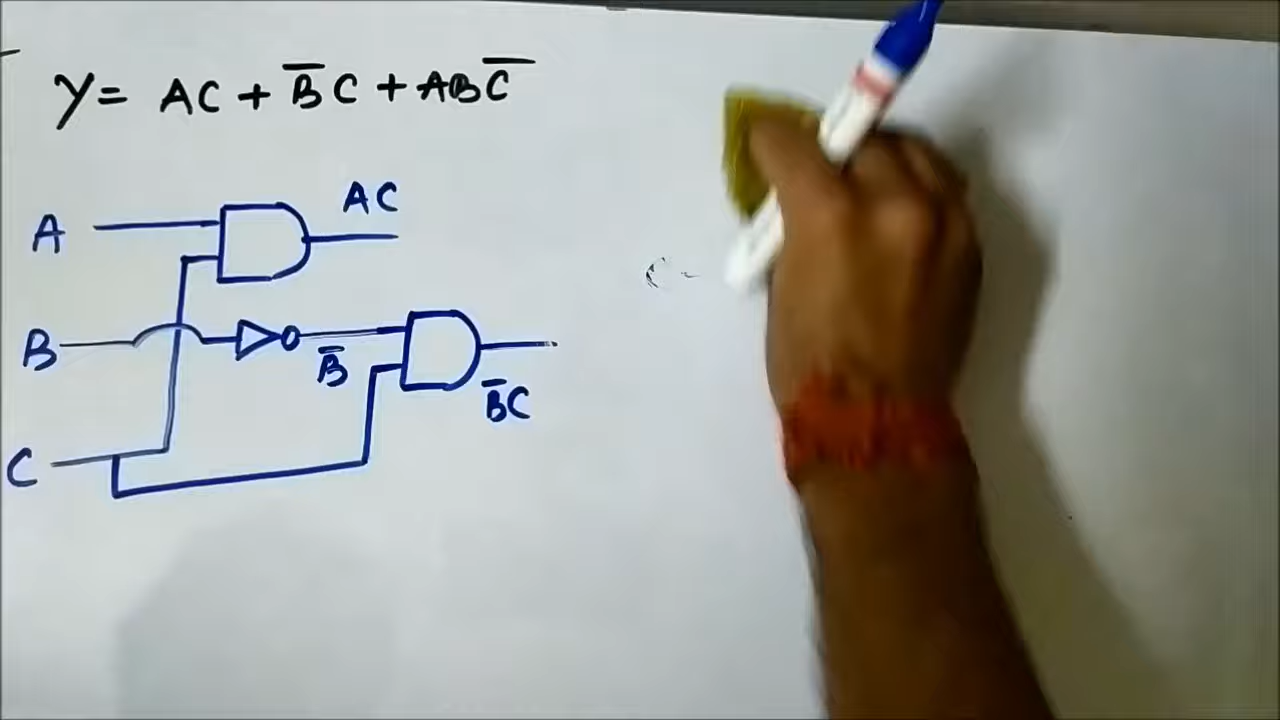 Y = AC + B̅C + ABC̅
AC
A
B
B̅
B̅C
C